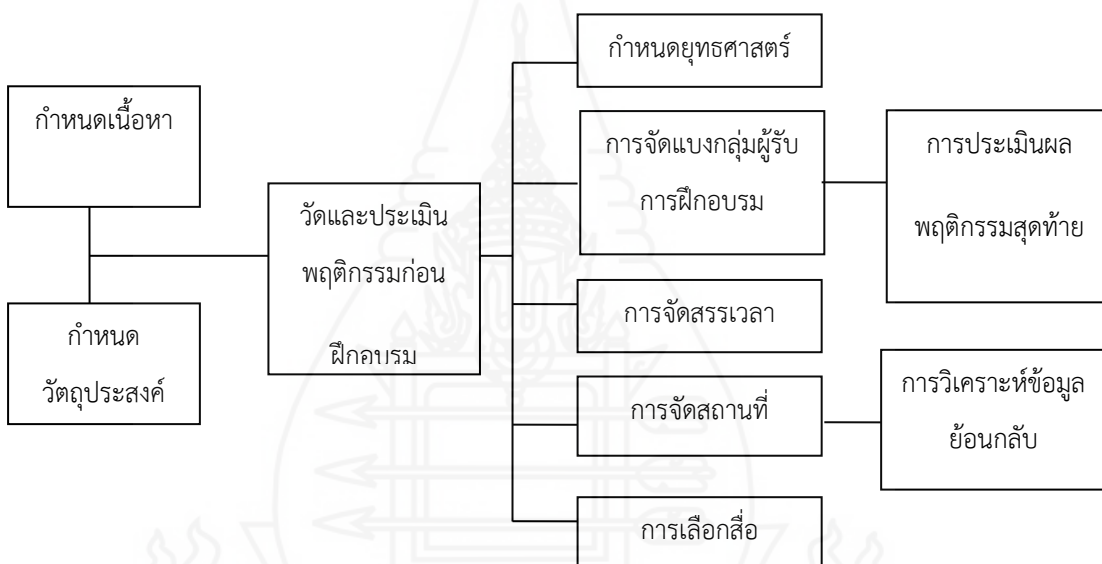 กำหนดเนื้อหา
กำหนด
วัตถุประสงค์
วัดและประเมิน
พฤติกรรมก่อน
ฝึกอบรม
กำหนดยุทธศาสตร์
การจัดแบงกลุ่มผู้รับ
การฝึกอบรม
การจัดสรรเวลา
การจัดสถานที่
การเลือกสื่อ
การประเมินผล
พฤติกรรมสุดท้าย
การวิเคราะห์ข้อมูล
ย้อนกลับ